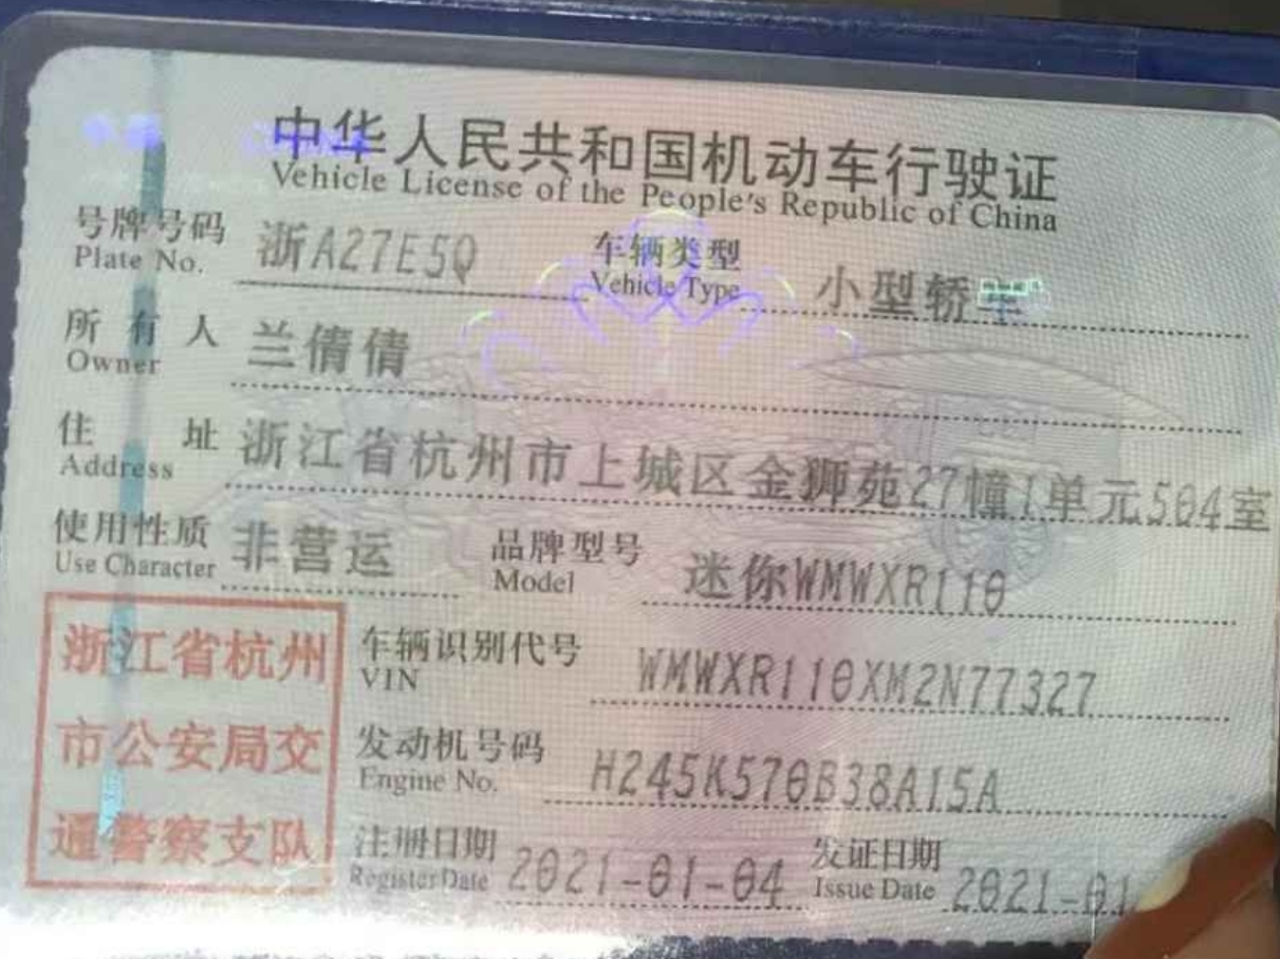 中华人民共和国机动车行驶证
Vehicle License of the People's Republic of China
号牌号码 浙A27E5Q 车辆类型 小型轿车
Plate No. Vehicle Type
所有人 兰倩倩
Owner
住址 浙江省杭州市上城区金狮苑27幢1单元504室
Address
使用性质 非营运 品牌型号 迷你WMWXR110
Use Character Model
浙江省杭州
市公安局交
通警察支队
车辆识别代号 WMWXR110XM2N77327
VIN
发动机号码 H245K570B38A15A
Engine No.
注册日期 2021-01-04 发证日期 2021-01
Register Date Issue Date